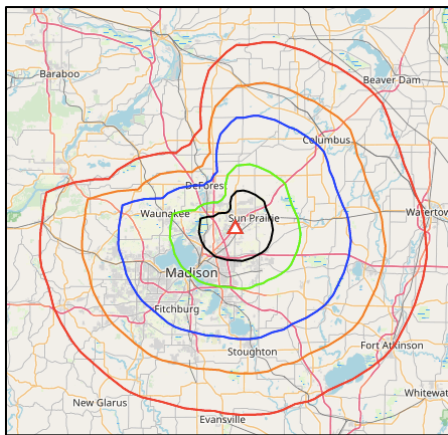 Baraboo
Beaver Dam
Columbus
DeFores
Waunakee
Sun Prairie
Watertow
Madison
Fitchburg
Stoughton
Fort Atkinson
New Glarus
Whitewat
Evansville